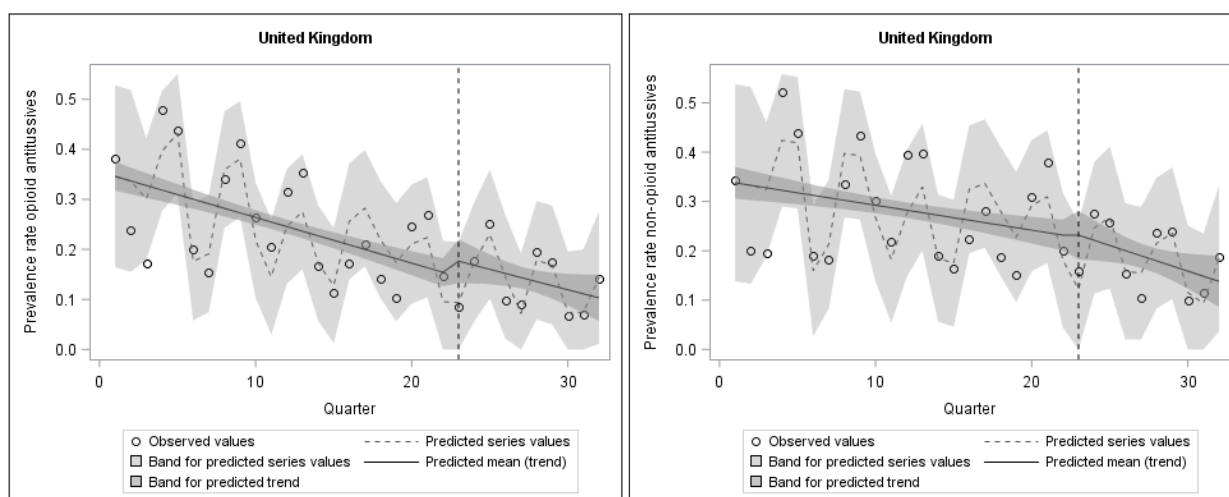 United Kingdom
Prevalence rate opioid antitussives
0.5
0.4
0.3
0.2
0.1
0.0
0 10 20 30
Quarter
Observed values Predicted series values
Band for predicted series values Predicted mean (trend)
Band for predicted trend
United Kingdom
Prevalence rate non-opioid antitussives
0.5
0.4
0.3
0.2
0.1
0.0
0 10 20 30
Quarter
Observed values Predicted series values
Band for predicted series values Predicted mean (trend)
Band for predicted trend